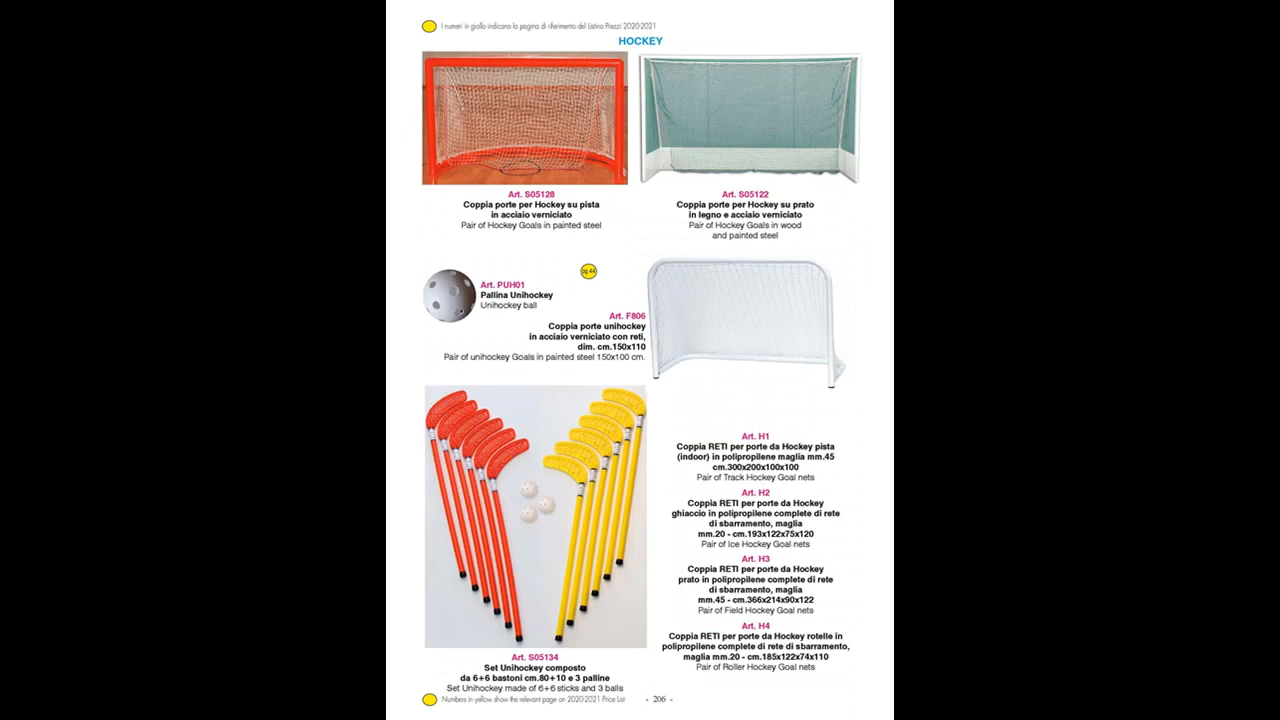 I numeri in giallo indicano la pagina di riferimento del Listino Prezzi 2020-2021
HOCKEY
Art. S05128
Coppia porte per Hockey su pista
in acciaio verniciato
Pair of Hockey Goals in painted steel
Art. S05122
Coppia porte per Hockey su prato
in legno e acciaio verniciato
Pair of Hockey Goals in wood
and painted steel
pg.44
Art. PUH01
Pallina Unihockey
Unihockey ball
Art. F806
Coppia porte unihockey
in acciaio verniciato con reti,
dim. cm.150x110
Pair of unihockey Goals in painted steel 150x100 cm.
Art. H1
Coppia RETI per porte da Hockey pista
(indoor) in polipropilene maglia mm.45
cm.300x200x100x100
Pair of Track Hockey Goal nets
Art. H2
Coppia RETI per porte da Hockey
ghiaccio in polipropilene complete di rete
di sbarramento, maglia
mm.20 - cm.193x122x75x120
Pair of Ice Hockey Goal nets
Art. H3
Coppia RETI per porte da Hockey
prato in polipropilene complete di rete
di sbarramento, maglia
mm.45 - cm.366x214x90x122
Pair of Field Hockey Goal nets
Art. H4
Coppia RETI per porte da Hockey rotelle in
polipropilene complete di rete di sbarramento,
maglia mm.20 - cm.185x122x74x110
Pair of Roller Hockey Goal nets
Art. S05134
Set Unihockey composto
da 6+6 bastoni cm.80+10 e 3 palline
Set Unihockey made of 6+6 sticks and 3 balls
Numbers in yellow show the relevant page on 2020-2021 Price List
- 206 -